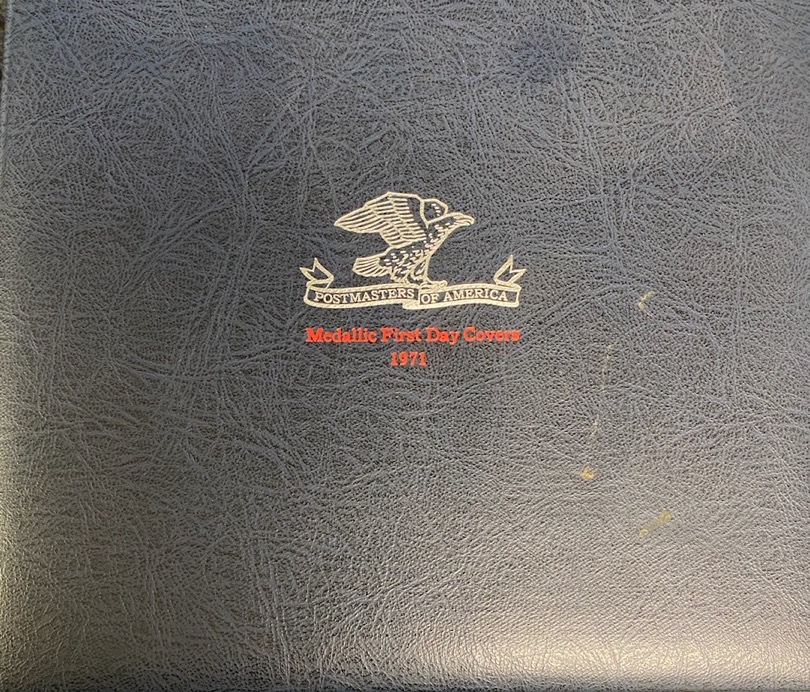 POSTMASTERS OF AMERICA
Medallic First Day Covers
1971